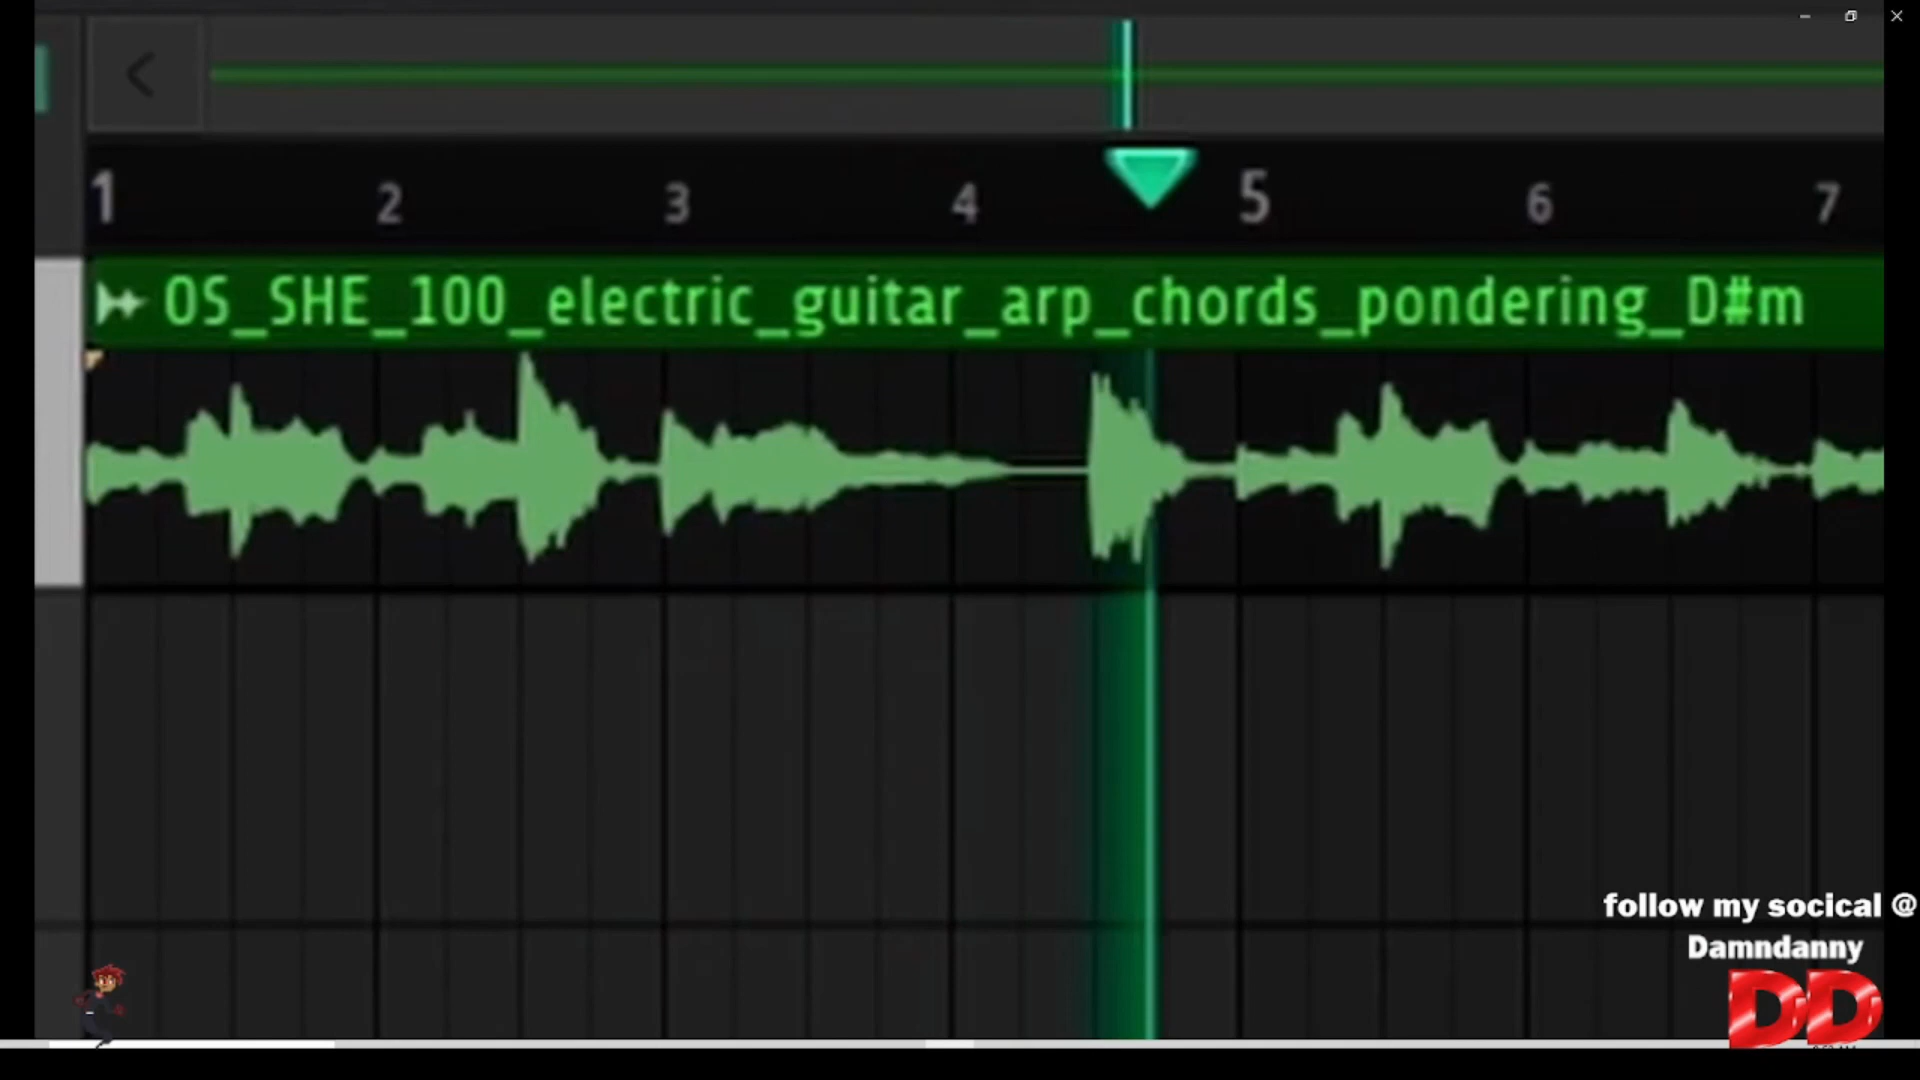 1 2 3 4 5 6 7
OS_SHE_100_electric_guitar_arp_chords_pondering_D#m
follow my socical @
Damndanny
DD